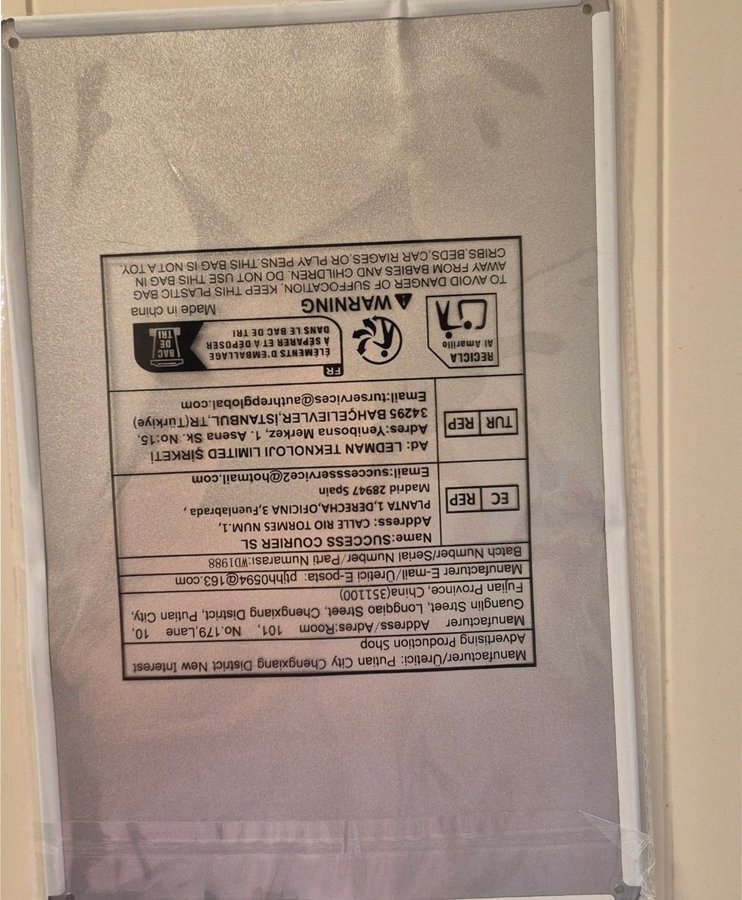 Manufacturer/Üretici: Putian City Chengxiang District New Interest
Advertising Production Shop
Manufacturer Address/Adres:Room 101, No.179,Lane 10,
Guanglin Street, Longqiao Street, Chengxiang District, Putian City,
Fujian Province, China(351100)
Manufacturer E-mail/Üretici E-posta: ptjhh0594@163.com
Batch Number/Serial Number/Parti Numarası:WD1988
EC REP
Name:SUCCESS COURIER SL
Address: CALLE RIO TORMES NUM.1,
PLANTA 1,DERECHA,OFICINA,3,Fuenlabrada ,
Madrid 28947 Spain
Email:successservice2@hotmail.com
TUR REP
Ad: LEDMAN TEKNOLOJI LIMITED ŞİRKETİ
Adres:Yenibosna Merkez, 1. Asena Sk. No:15,
34295 BAHÇELIEVLER,İSTANBUL,TR(Türkiye)
Email:turservices@authrepglobal.com
RECICLA
Al Amarillo
FR
ÉLÉMENTS D'EMBALLAGE
À SÉPARER ET À DÉPOSER
DANS LE BAC DE TRI
BAC
DE
TRI
WARNING
Made in china
TO AVOID DANGER OF SUFFOCATION, KEEP THIS PLASTIC BAG
AWAY FROM BABIES AND CHILDREN. DO NOT USE THIS BAG IN
CRIBS.BEDS.CAR RIAGES.OR PLAY PENS.THIS BAG IS NOT A TOY.